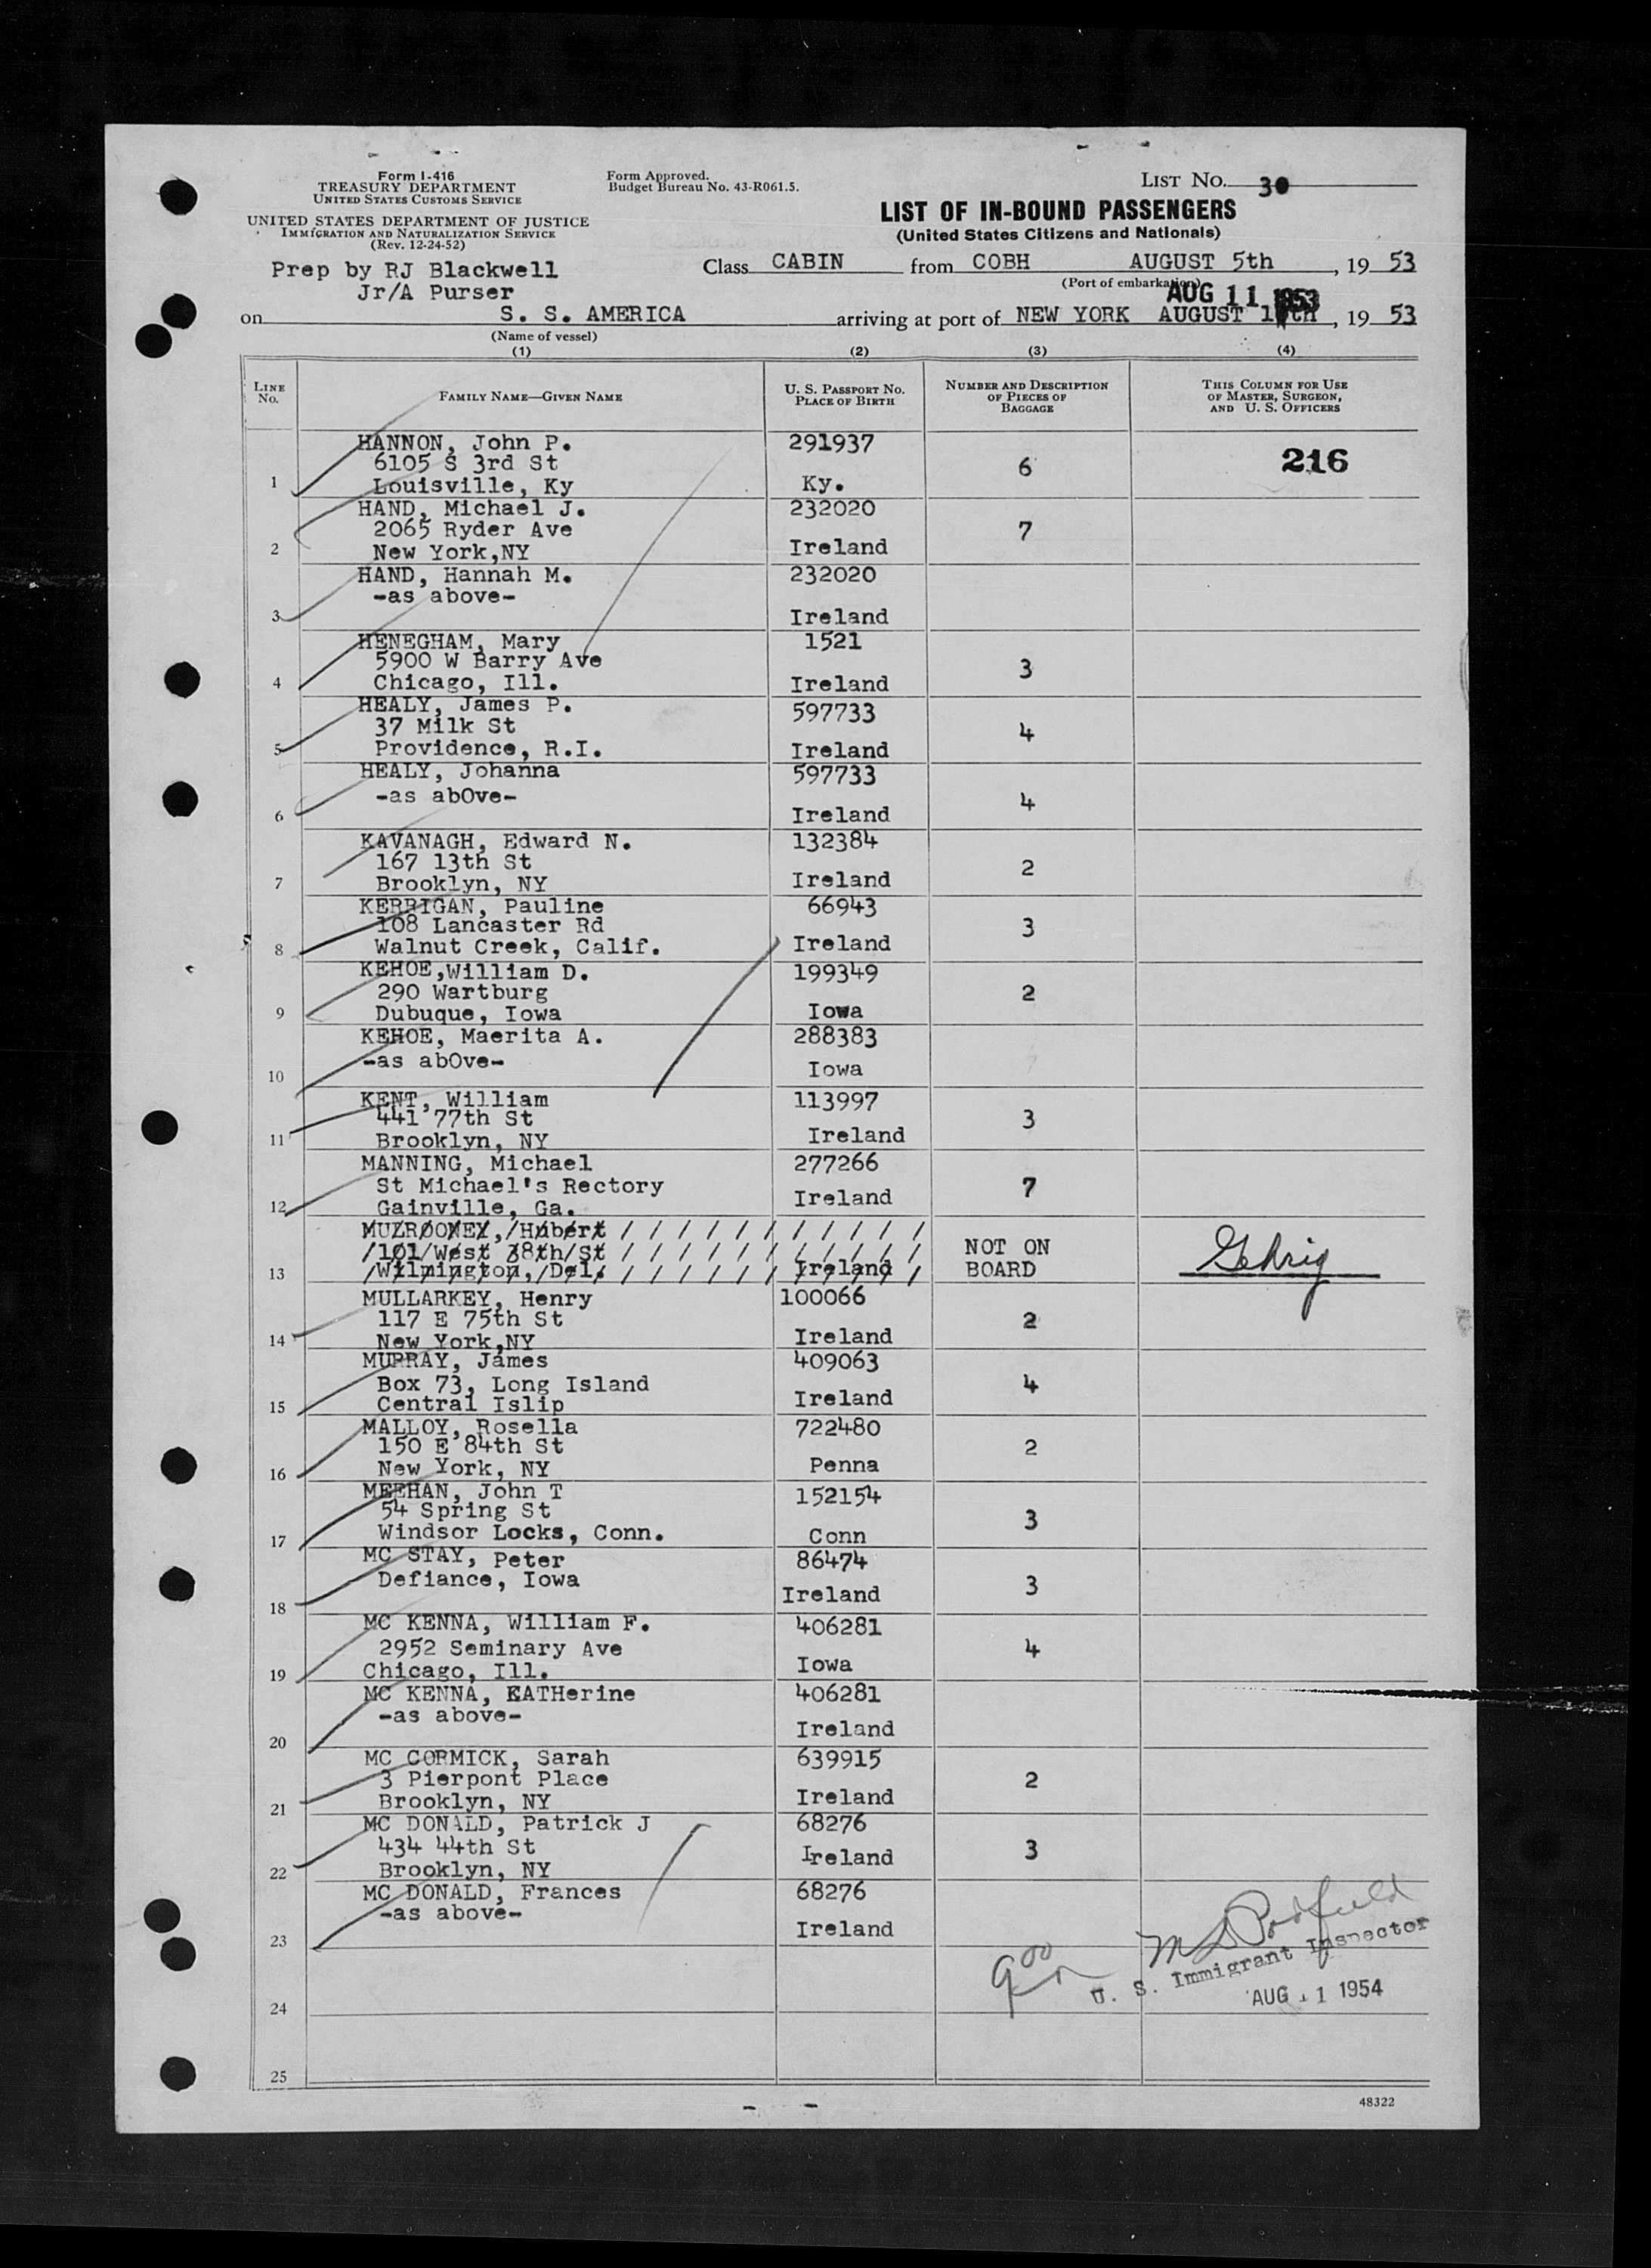 Form I-416
TREASURY DEPARTMENT
UNITED STATES CUSTOMS SERVICE
UNITED STATES DEPARTMENT OF JUSTICE
IMMIGRATION AND NATURALIZATION SERVICE
(Rev. 12-24-52)
Form Approved.
Budget Bureau No. 43-R061.5.
LIST NO. 30
LIST OF IN-BOUND PASSENGERS
(United States Citizens and Nationals)
Prep by RJ Blackwell
Jr/A Purser
Class CABIN from COBH AUGUST 5th, 19 53
(Port of embarkation)
AUG 11 1953
on S. S. AMERICA arriving at port of NEW YORK AUGUST 1 th, 19 53
(Name of vessel)
(1) (2) (3) (4)
LINE NO. FAMILY NAME—GIVEN NAME U. S. PASSPORT NO. PLACE OF BIRTH NUMBER AND DESCRIPTION OF PIECES OF BAGGAGE THIS COLUMN FOR USE OF MASTER, SURGEON, AND U. S. OFFICERS
HANNON, John P. 291937
6105 S 3rd St 6 216
1 Louisville, Ky Ky.
HAND, Michael J. 232020
2065 Ryder Ave 7
2 New York,NY Ireland
HAND, Hannah M. 232020
-as above-
3 Ireland
HENEGHAM, Mary 1521
5900 W Barry Ave 3
4 Chicago, Ill. Ireland
HEALY, James P. 597733
37 Milk St 4
5 Providence, R.I. Ireland
HEALY, Johanna 597733
-as abOve- 4
6 Ireland
KAVANAGH, Edward N. 132384
167 13th St 2
7 Brooklyn, NY Ireland
KERRIGAN, Pauline 66943
108 Lancaster Rd 3
8 Walnut Creek, Calif. Ireland
KEHOE,William D. 199349
290 Wartburg 2
9 Dubuque, Iowa Iowa
KEHOE, Maerita A. 288383
-as abOve-
10 Iowa
KENT, William 113997
441 77th St 3
11 Brooklyn, NY Ireland
MANNING, Michael 277266
St Michael's Rectory 7
12 Gainville, Ga. Ireland
MULROONEY, Hubert
101 West 38th St NOT ON
13 Wilmington, Del. Ireland BOARD Gehrig
MULLARKEY, Henry 100066
117 E 75th St 2
14 New York,NY Ireland
MURRAY, James 409063
Box 73, Long Island 4
15 Central Islip Ireland
MALLOY, Rosella 722480
150 E 84th St 2
16 New York, NY Penna
MEEHAN, John T 152154
54 Spring St 3
17 Windsor Locks, Conn. Conn
MC STAY, Peter 86474
Defiance, Iowa 3
18 Ireland
MC KENNA, William F. 406281
2952 Seminary Ave 4
19 Chicago, Ill. Iowa
MC KENNA, KATHerine 406281
-as above-
20 Ireland
MC CORMICK, Sarah 639915
3 Pierpont Place 2
21 Brooklyn, NY Ireland
MC DONALD, Patrick J 68276
434 44th St 3
22 Brooklyn, NY Ireland
MC DONALD, Frances 68276
-as above-
23 Ireland
U. S. Immigrant Inspector
24 AUG 11 1954
25
48322